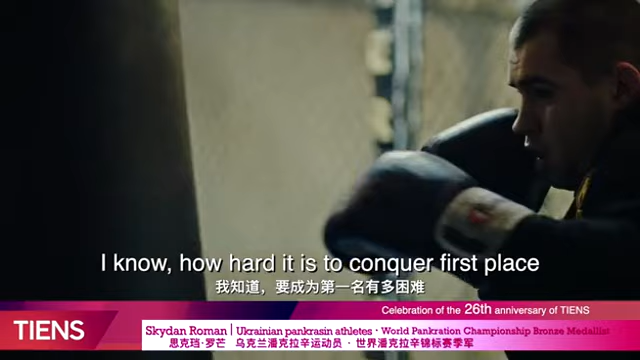 I know, how hard it is to conquer first place
我知道，要成为第一名有多困难
Celebration of the 26th anniversary of TIENS
TIENS
Skydan Roman | Ukrainian pankrasin athletes · World Pankration Championship Bronze Medallist ·
思克珰·罗芒 乌克兰潘克拉辛运动员 · 世界潘克拉辛锦标赛季军